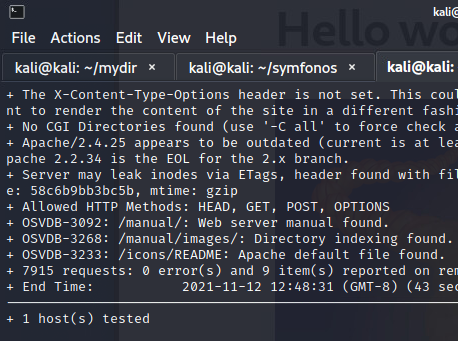 Hello wo
kali@
File Actions Edit View Help
kali@kali: ~/mydir × kali@kali: ~/symfonos × kali@kali:
+ The X-Content-Type-Options header is not set. This coul
nt to render the content of the site in a different fashi
+ No CGI Directories found (use '-C all' to force check a
+ Apache/2.4.25 appears to be outdated (current is at lea
pache 2.2.34 is the EOL for the 2.x branch.
+ Server may leak inodes via ETags, header found with fil
e: 58c6b9bb3bc5b, mtime: gzip
+ Allowed HTTP Methods: HEAD, GET, POST, OPTIONS
+ OSVDB-3092: /manual/: Web server manual found.
+ OSVDB-3268: /manual/images/: Directory indexing found.
+ OSVDB-3233: /icons/README: Apache default file found.
+ 7915 requests: 0 error(s) and 9 item(s) reported on rem
+ End Time: 2021-11-12 12:48:31 (GMT-8) (43 sec
+ 1 host(s) tested